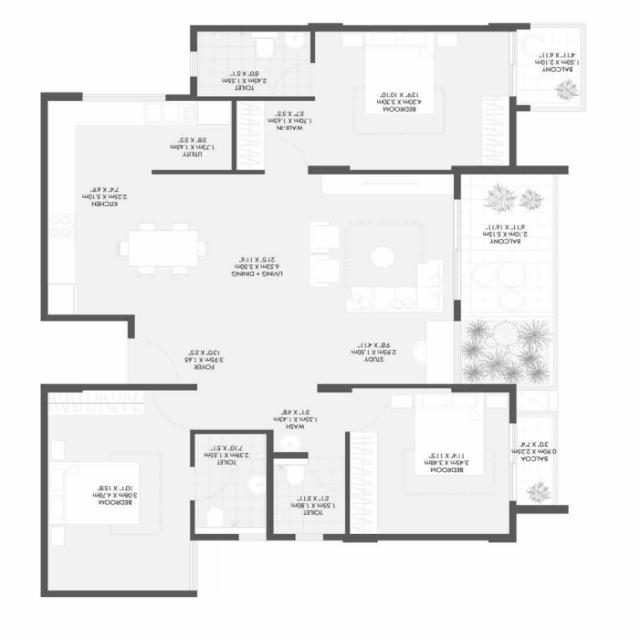 BALCOA
0.90m X 2.25m
3'0" X 7'4"
BEDROOM
3.45m X 3.48m
11'4" X 11'5"
TOILET
1.55m X 1.80m
5'1" X 5'11"
TOILET
2.39m X 1.55m
7'10" X 5'1"
BEDROOM
3.08m X 4.78m
10'1" X 15'8"
WASH
1.55m X 1.42m
5'1" X 4'8"
STUDY
2.95m X 1.50m
9'8" X 4'11"
FOYER
3.95m X 1.65
13'0" X 5'5"
BALCONY
2.10m X 5.15m
6'11" X 16'11"
LIVING + DINING
6.53m X 3.50m
21'5" X 11'6"
KITCHEN
2.25m X 5.10m
7'4" X 6'9"
UTILITY
1.73m X 1.65m
5'8" X 5'5"
WALK-IN
1.70m X 1.65m
5'7" X 5'5"
BEDROOM
4.20m X 3.30m
13'9" X 10'10"
TOILET
2.45m X 1.55m
8'0" X 5'1"
BALCONY
1.50m X 2.10m
4'11" X 6'11"